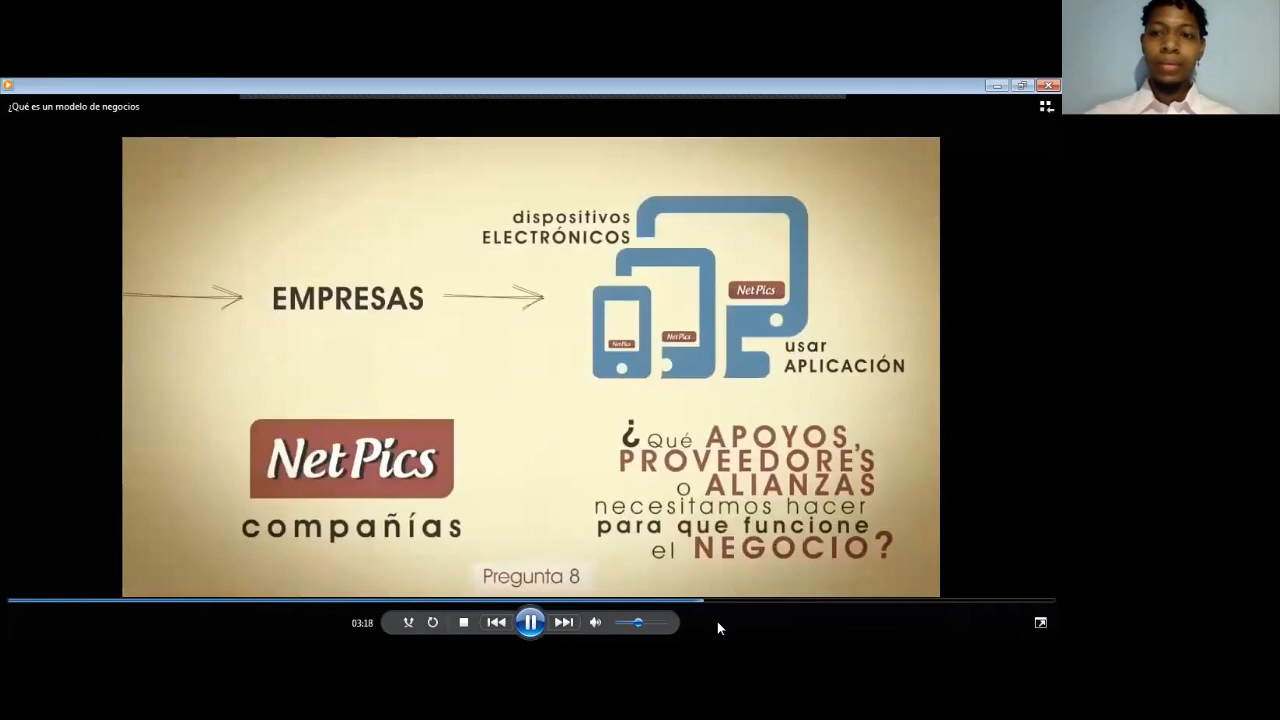 ¿Qué es un modelo de negocios
dispositivos
ELECTRÓNICOS
EMPRESAS
NetPics
NetPics
NetPics
usar
APLICACIÓN
NetPics
compañías
¿Qué APOYOS,
PROVEEDORES
o ALIANZAS
necesitamos hacer
para que funcione
el NEGOCIO?
Pregunta 8
03:18